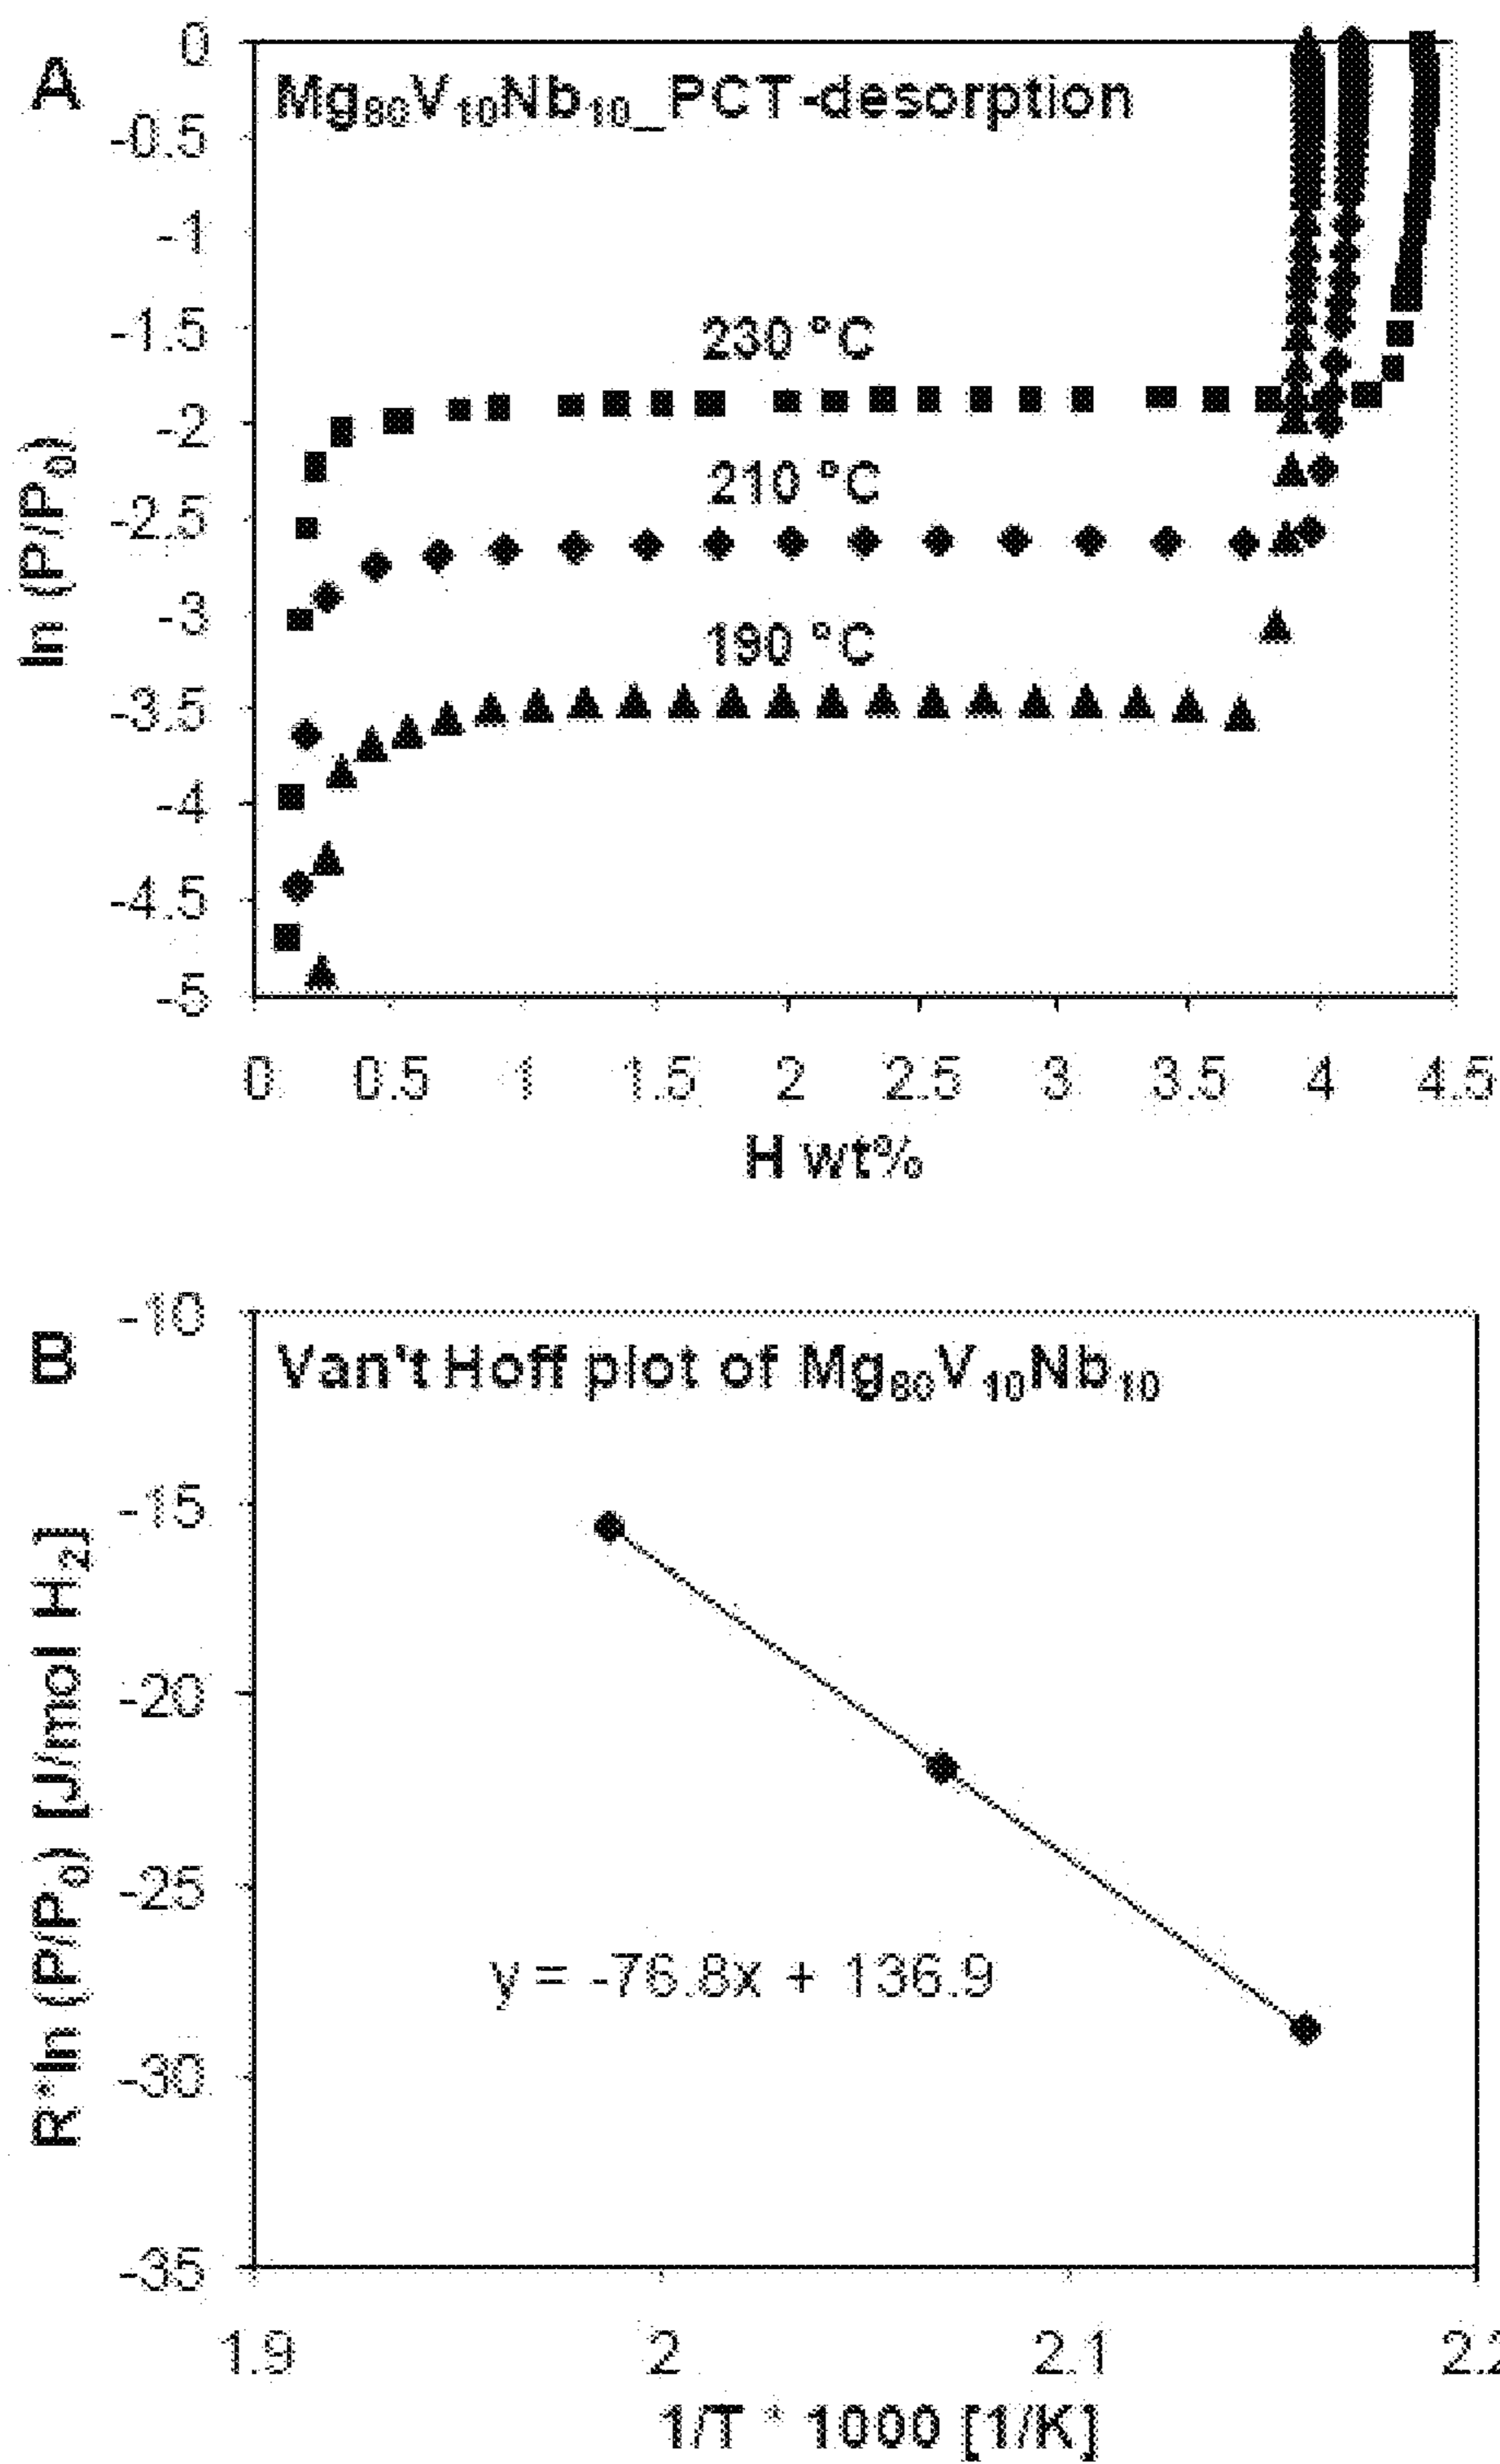 A
Mg80V10Nb10_PCT-desorption
0
-0.5
-1
-1.5
-2
-2.5
-3
-3.5
-4
-4.5
-5
ln (P/P0)
230 °C
210 °C
190 °C
0 0.5 1 1.5 2 2.5 3 3.5 4 4.5
H wt%
B
Van't Hoff plot of Mg80V10Nb10
-10
-15
-20
-25
-30
-35
R*ln (P/P0) [J/mol H2]
y = -76.8x + 136.9
1.9 2 2.1 2.2
1/T * 1000 [1/K]